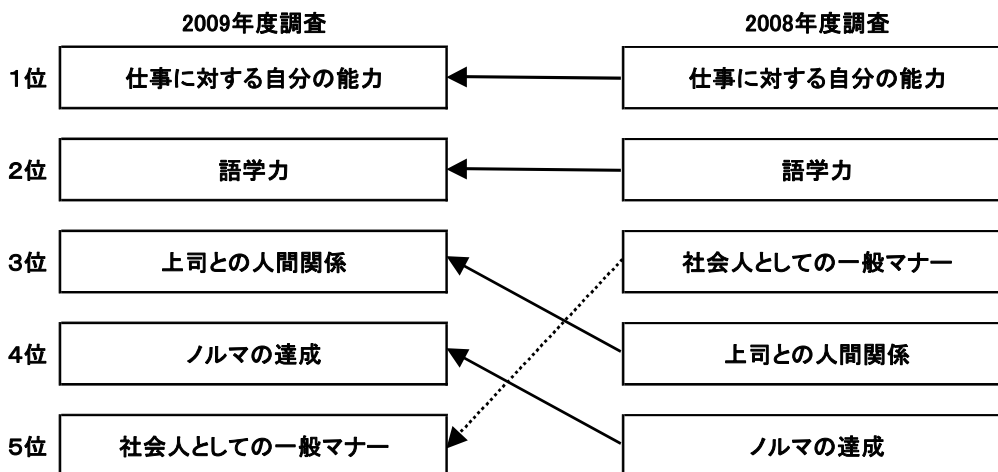 2009年度調査 2008年度調査
1位 仕事に対する自分の能力 仕事に対する自分の能力
2位 語学力 語学力
3位 上司との人間関係 社会人としての一般マナー
4位 ノルマの達成 上司との人間関係
5位 社会人としての一般マナー ノルマの達成